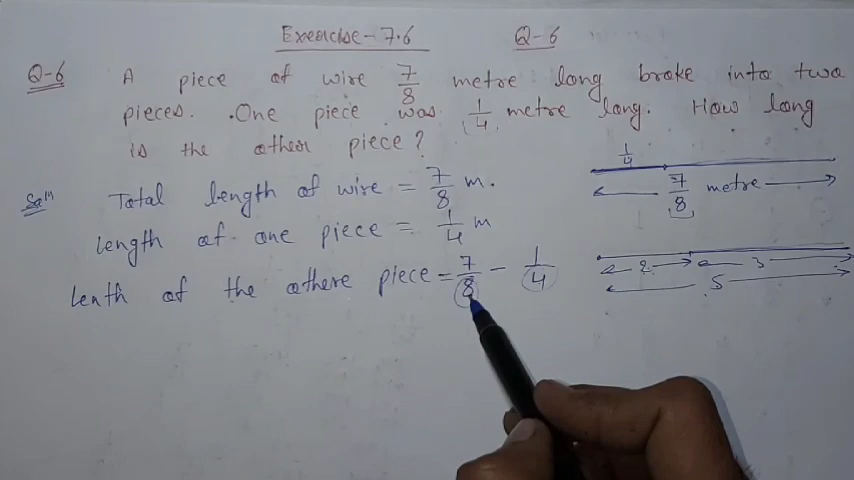 Exercise-7.6 Q-6
Q-6 A piece of wire 7/8 metre long broke into two
pieces. One piece was 1/4 metre long. How long
is the other piece?
Soln Total length of wire = 7/8 m.
length of one piece = 1/4 m
Lenth of the othere piece = 7/8 - 1/4
1/4
7/8 metre
2 3
5